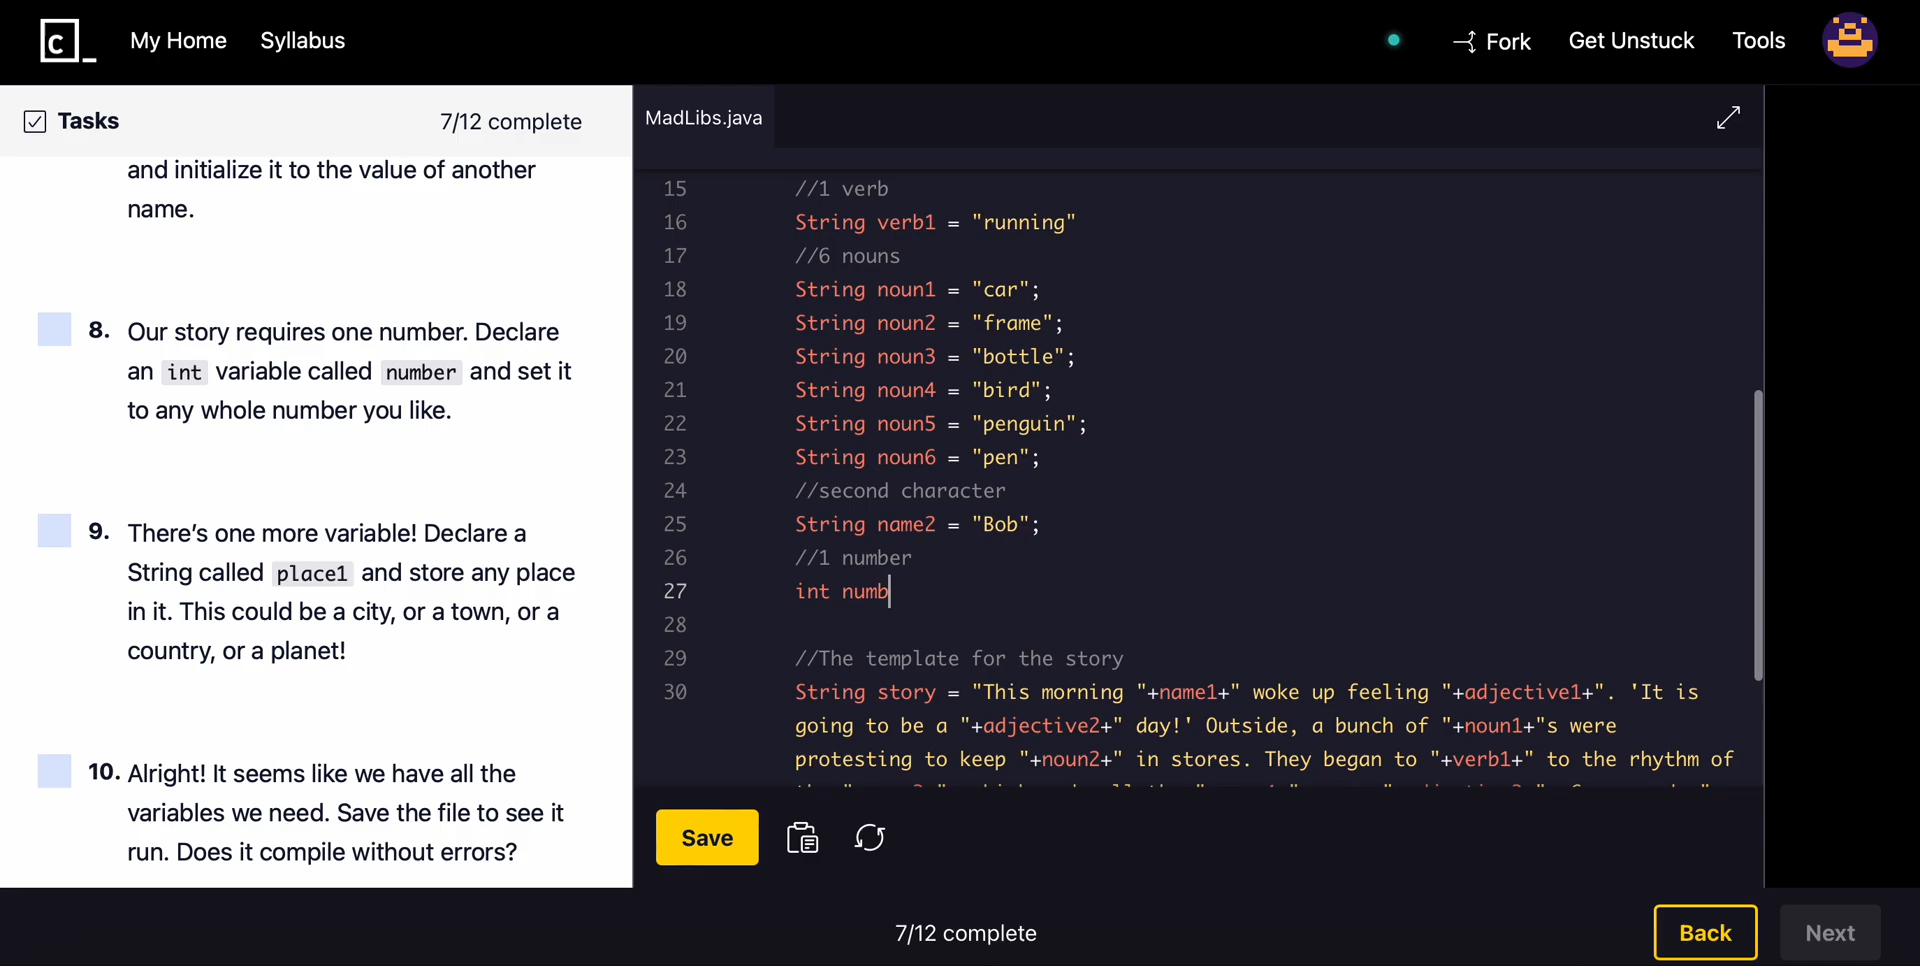 c_
My Home
Syllabus
Fork
Get Unstuck
Tools
Tasks
7/12 complete
and initialize it to the value of another
name.
8. Our story requires one number. Declare
an int variable called number and set it
to any whole number you like.
9. There’s one more variable! Declare a
String called place1 and store any place
in it. This could be a city, or a town, or a
country, or a planet!
10. Alright! It seems like we have all the
variables we need. Save the file to see it
run. Does it compile without errors?
MadLibs.java
15 //1 verb
16 String verb1 = "running"
17 //6 nouns
18 String noun1 = "car";
19 String noun2 = "frame";
20 String noun3 = "bottle";
21 String noun4 = "bird";
22 String noun5 = "penguin";
23 String noun6 = "pen";
24 //second character
25 String name2 = "Bob";
26 //1 number
27 int numb
28
29 //The template for the story
30 String story = "This morning "+name1+" woke up feeling "+adjective1+". 'It is
going to be a "+adjective2+" day!' Outside, a bunch of "+noun1+"s were
protesting to keep "+noun2+" in stores. They began to "+verb1+" to the rhythm of
Save
7/12 complete
Back
Next